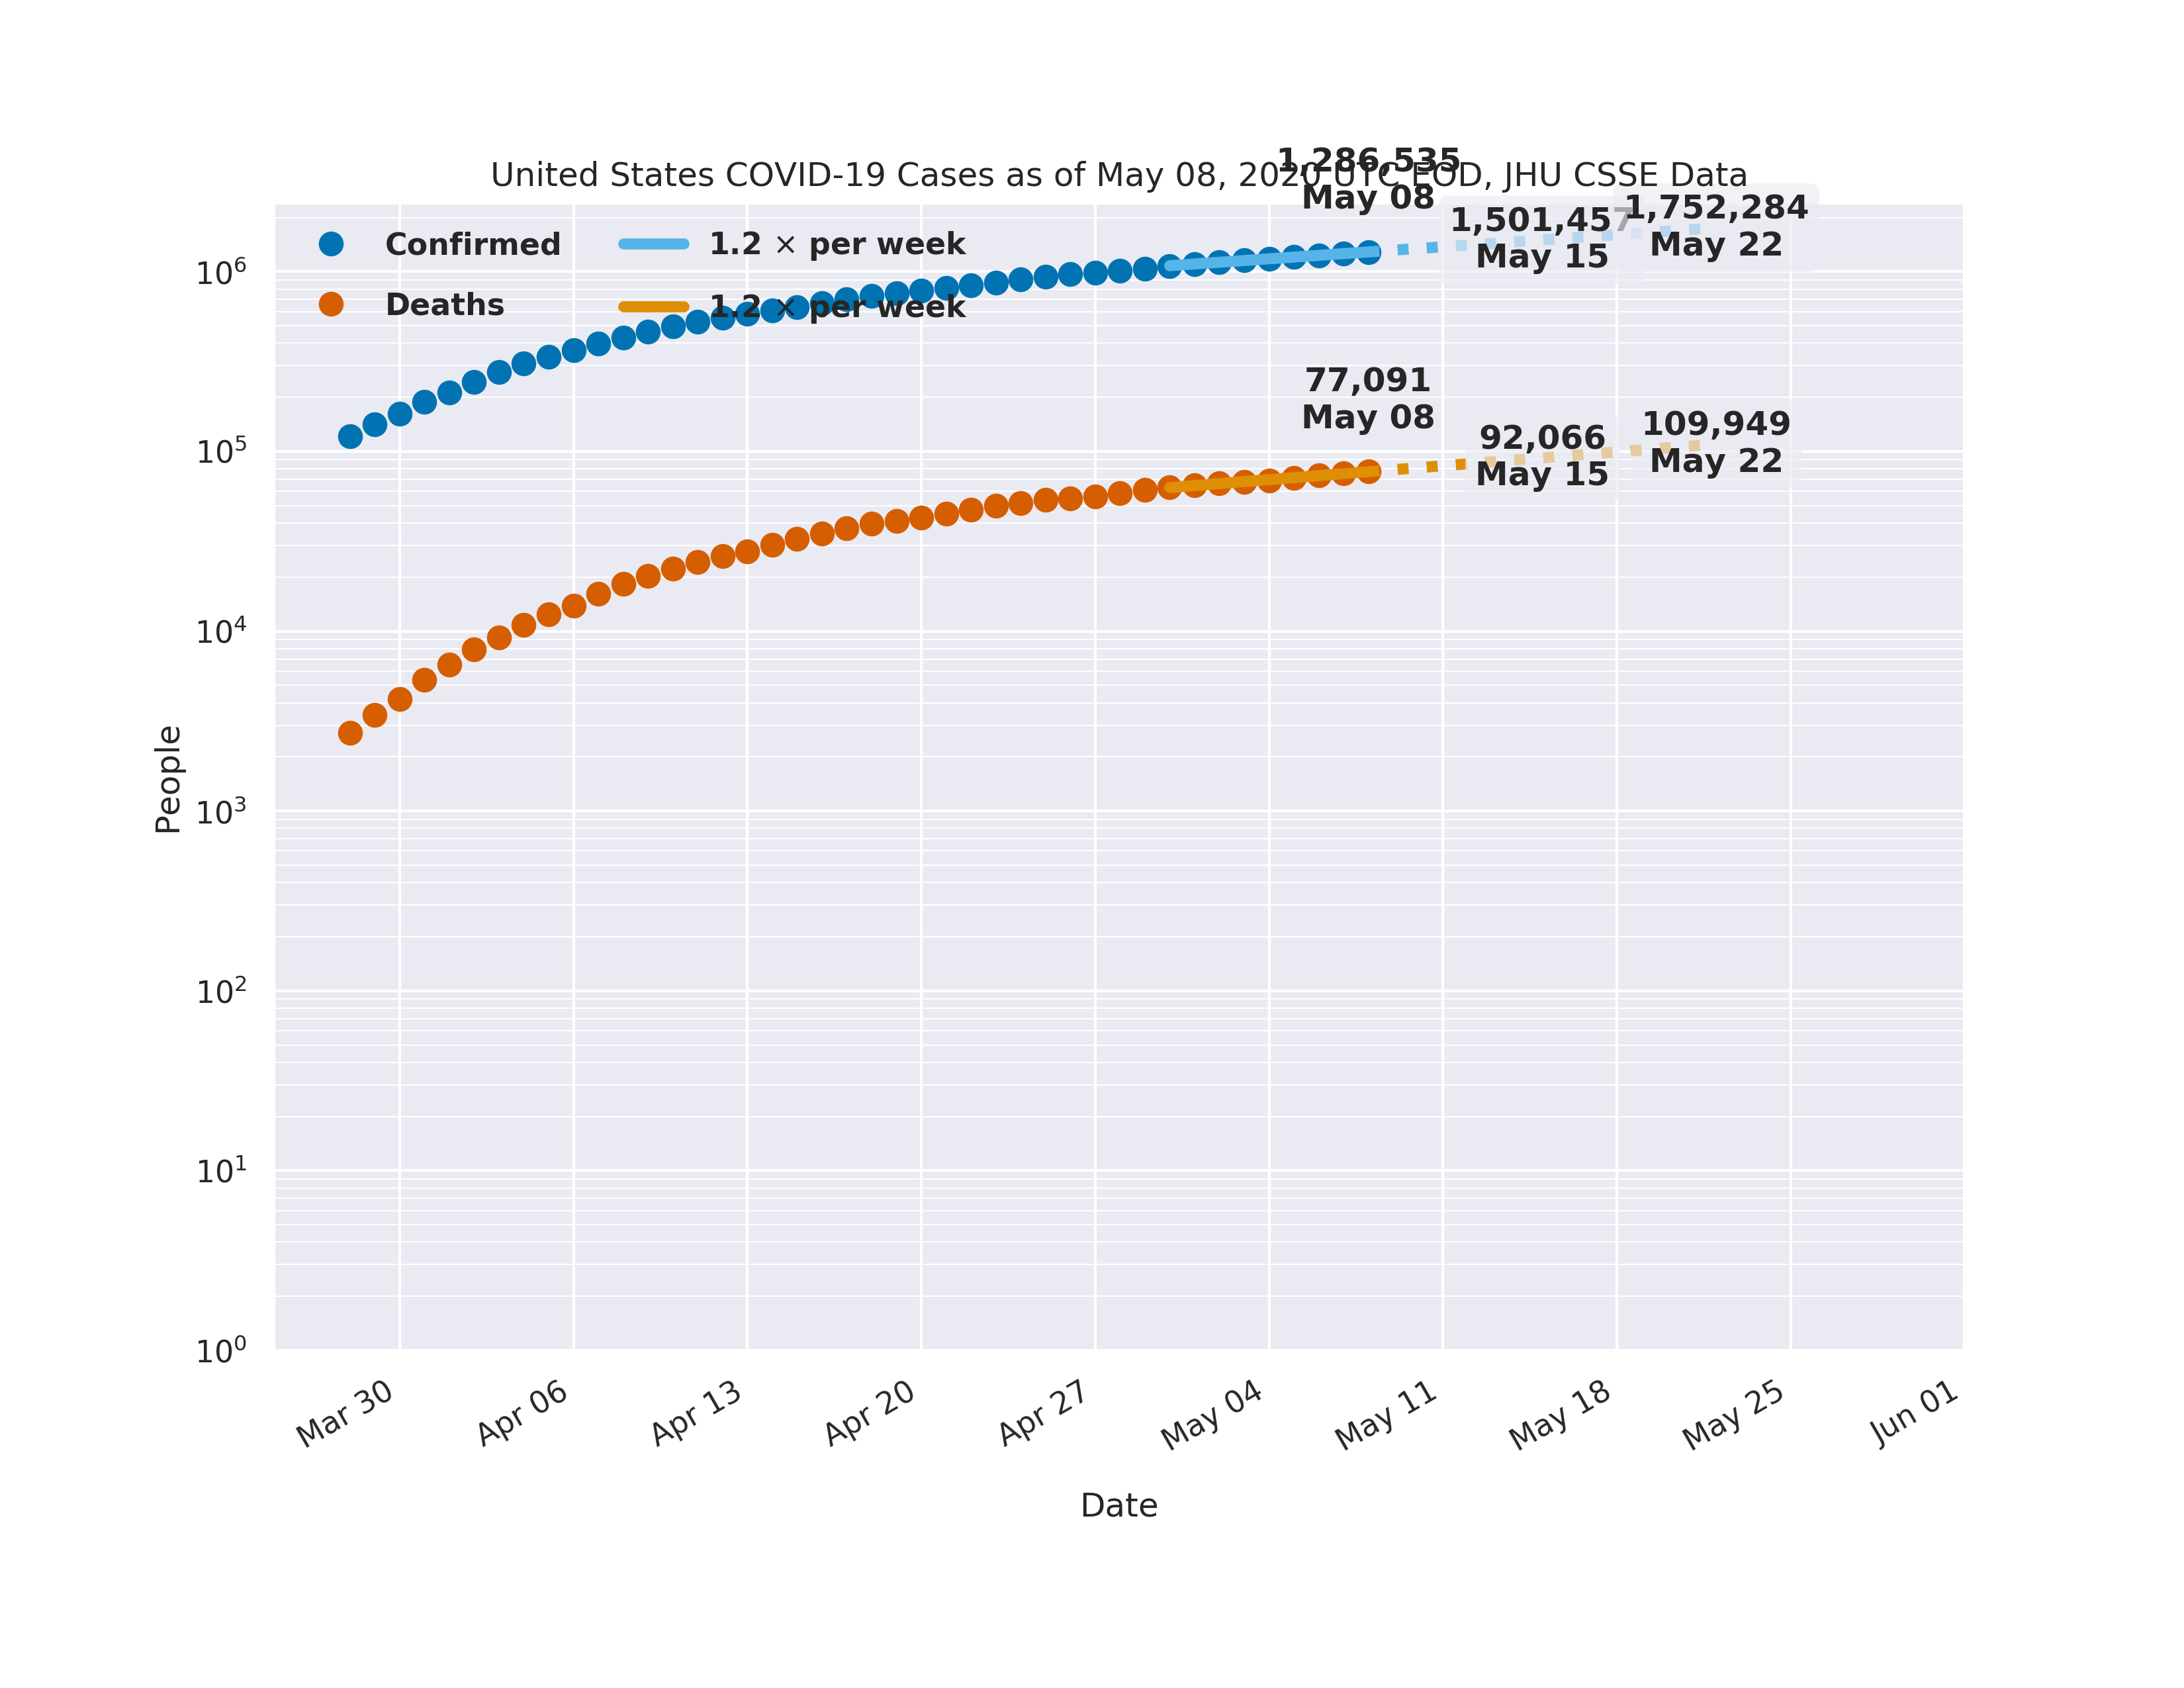 United States COVID-19 Cases as of May 08, 2020 UTC EOD, JHU CSSE Data
1,286,535
May 08
1,501,457
May 15
1,752,284
May 22
Confirmed
1.2 × per week
Deaths
1.2 × per week
77,091
May 08
92,066
May 15
109,949
May 22
People
10⁶
10⁵
10⁴
10³
10²
10¹
10⁰
Mar 30
Apr 06
Apr 13
Apr 20
Apr 27
May 04
May 11
May 18
May 25
Jun 01
Date